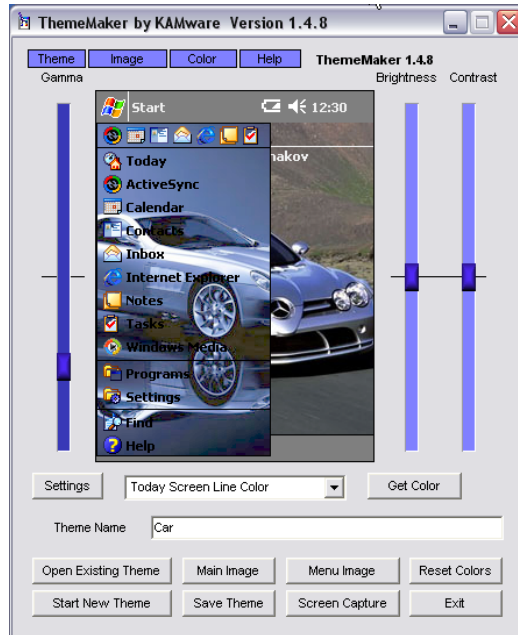 ThemeMaker by KAMware Version 1.4.8
Theme Image Color Help ThemeMaker 1.4.8
Gamma Brightness Contrast
Start 12:30
nakov
Today
ActiveSync
Calendar
Contacts
Inbox
Internet Explorer
Notes
Tasks
Windows Media
Programs
Settings
Find
Help
Settings Today Screen Line Color Get Color
Theme Name Car
Open Existing Theme Main Image Menu Image Reset Colors
Start New Theme Save Theme Screen Capture Exit